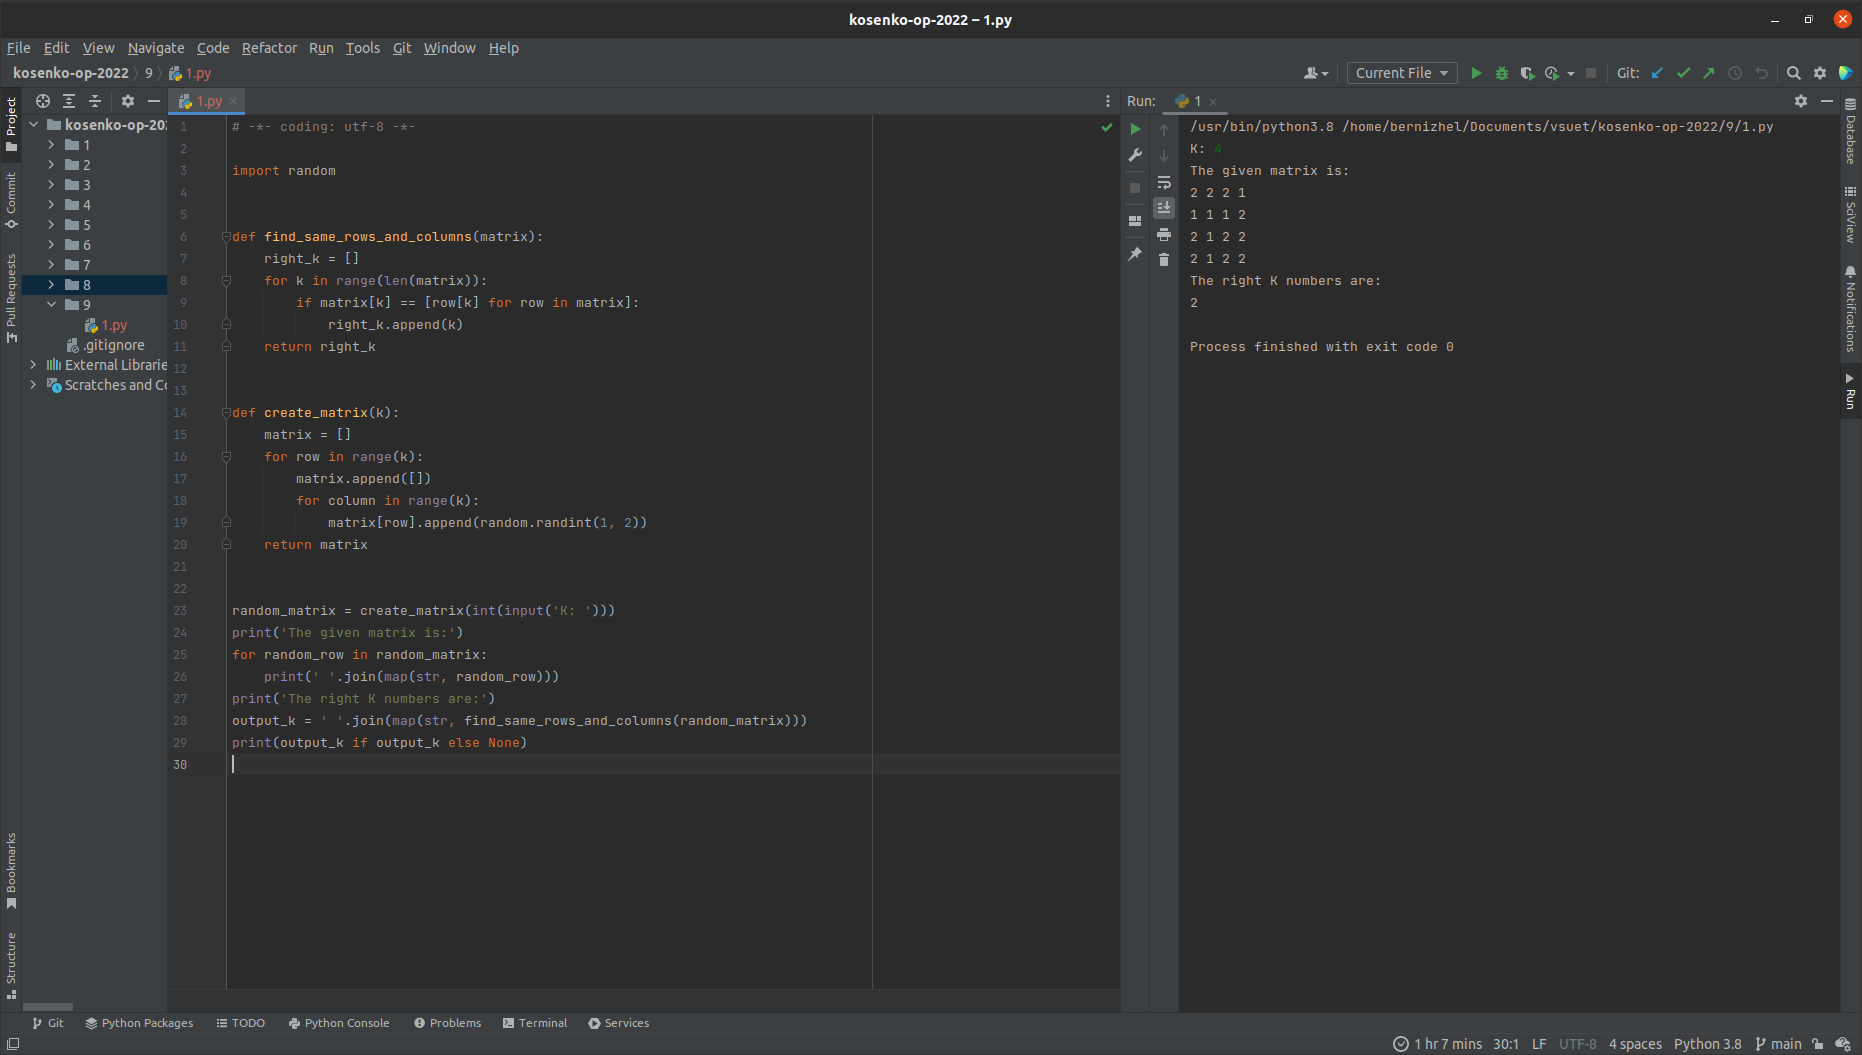 kosenko-op-2022 – 1.py
File Edit View Navigate Code Refactor Run Tools Git Window Help
kosenko-op-2022 〉 9 〉 1.py
Current File
Git:
Project
Commit
Pull Requests
Bookmarks
Structure
kosenko-op-202
1
2
3
4
5
6
7
8
9
1.py
.gitignore
External Librarie
Scratches and Co
1.py
1 # -*- coding: utf-8 -*-
2
3 import random
4
5
6 def find_same_rows_and_columns(matrix):
7     right_k = []
8     for k in range(len(matrix)):
9         if matrix[k] == [row[k] for row in matrix]:
10             right_k.append(k)
11     return right_k
12
13
14 def create_matrix(k):
15     matrix = []
16     for row in range(k):
17         matrix.append([])
18         for column in range(k):
19             matrix[row].append(random.randint(1, 2))
20     return matrix
21
22
23 random_matrix = create_matrix(int(input('K: ')))
24 print('The given matrix is:')
25 for random_row in random_matrix:
26     print(' '.join(map(str, random_row)))
27 print('The right K numbers are:')
28 output_k = ' '.join(map(str, find_same_rows_and_columns(random_matrix)))
29 print(output_k if output_k else None)
30
Run: 1
/usr/bin/python3.8 /home/bernizhel/Documents/vsuet/kosenko-op-2022/9/1.py
K: 4
The given matrix is:
2 2 2 1
1 1 1 2
2 1 2 2
2 1 2 2
The right K numbers are:
2
Process finished with exit code 0
Database
SciView
Notifications
Run
Git Python Packages TODO Python Console Problems Terminal Services
1 hr 7 mins 30:1 LF UTF-8 4 spaces Python 3.8 main